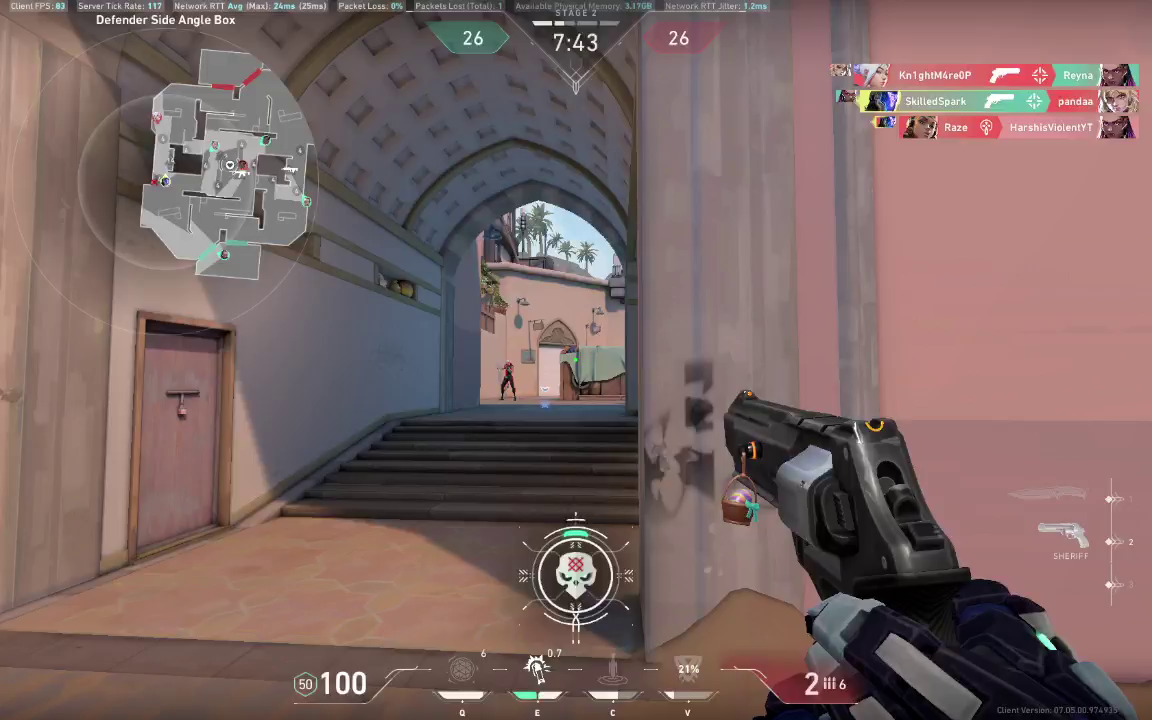 Client FPS: 83 Server Tick Rate: 117 Network RTT Avg (Max): 24ms (25ms) Packet Loss: 0% Packets Lost (Total): 1 Available Physical Memory: 3.17GB Network RTT Jitter: 1.2ms
Defender Side Angle Box
STAGE 2
26 7:43 26
Kn1ghtM4re0P Reyna
SkilledSpark pandaa
Raze HarshisViolentYT
1
2
SHERIFF
3
6 0.7 21%
50 100 2 6
Q E C V
Client Version: 07.05.00.974935